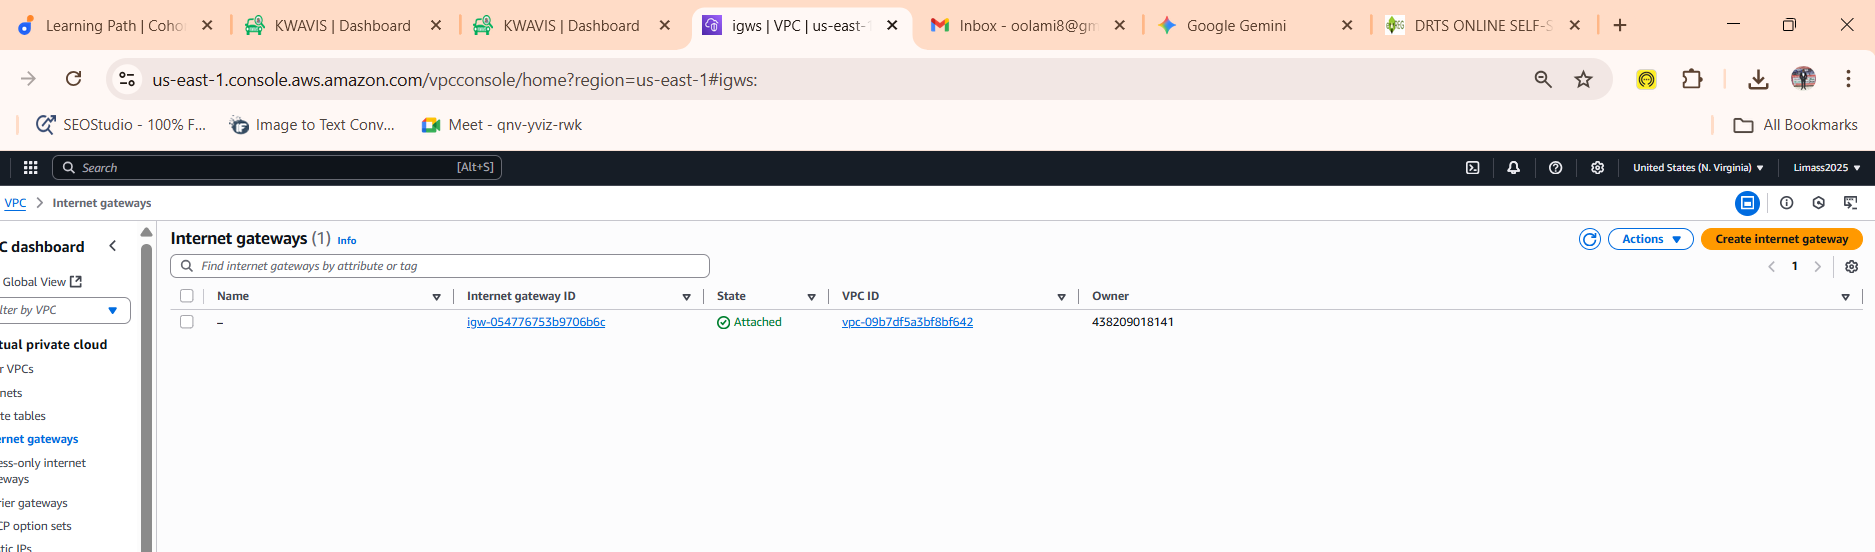 Learning Path | Coho
KWAVIS | Dashboard
KWAVIS | Dashboard
igws | VPC | us-east-1
Inbox - oolami8@gm
Google Gemini
DRTS ONLINE SELF-S
us-east-1.console.aws.amazon.com/vpcconsole/home?region=us-east-1#igws:
SEOStudio - 100% F...
Image to Text Conv...
Meet - qnv-yviz-rwk
All Bookmarks
Search
[Alt+S]
United States (N. Virginia)
Limass2025
VPC > Internet gateways
C dashboard
Global View
lter by VPC
tual private cloud
r VPCs
nets
te tables
ernet gateways
ess-only internet
eways
rier gateways
CP option sets
tic IPs
Internet gateways (1) Info
Actions
Create internet gateway
Find internet gateways by attribute or tag
1
Name Internet gateway ID State VPC ID Owner
– igw-054776753b9706b6c Attached vpc-09b7df5a3bf8bf642 438209018141